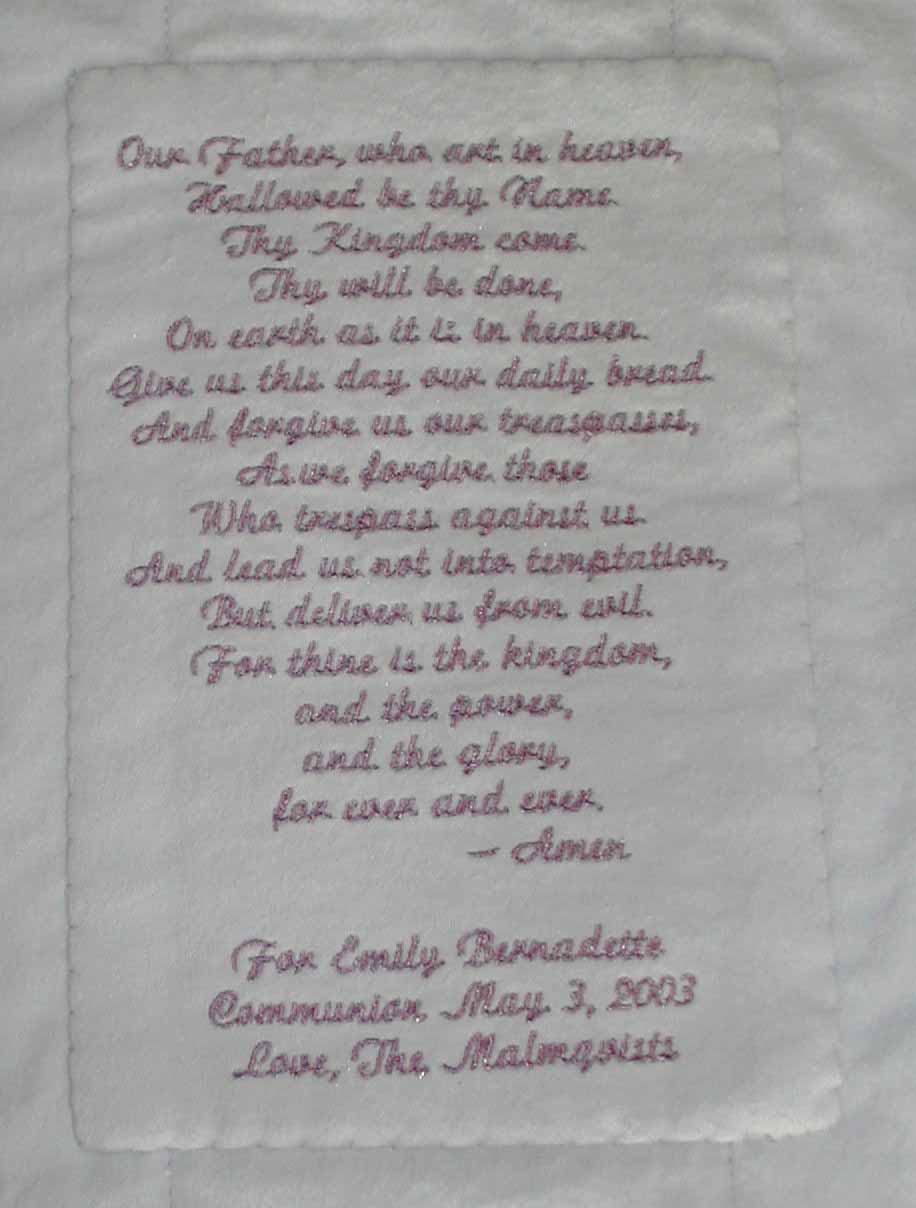 Our Father, who art in heaven,
Hallowed be thy Name.
Thy Kingdom come.
Thy will be done,
On earth as it is in heaven.
Give us this day our daily bread.
And forgive us our treaspasses,
As we forgive those
Who trespass against us.
And lead us not into temptation,
But deliver us from evil.
For thine is the kingdom,
and the power,
and the glory,
for ever and ever.
— Amen
For Emily Bernadette
Communion May 3, 2003
Love, The Malmqvists